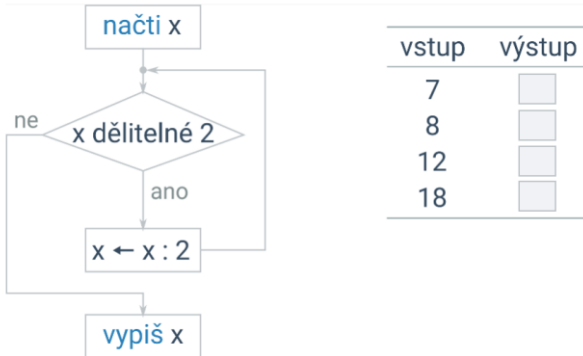 načti x
x dělitelné 2
ne
ano
x ← x : 2
vypiš x
vstup výstup
7
8
12
18